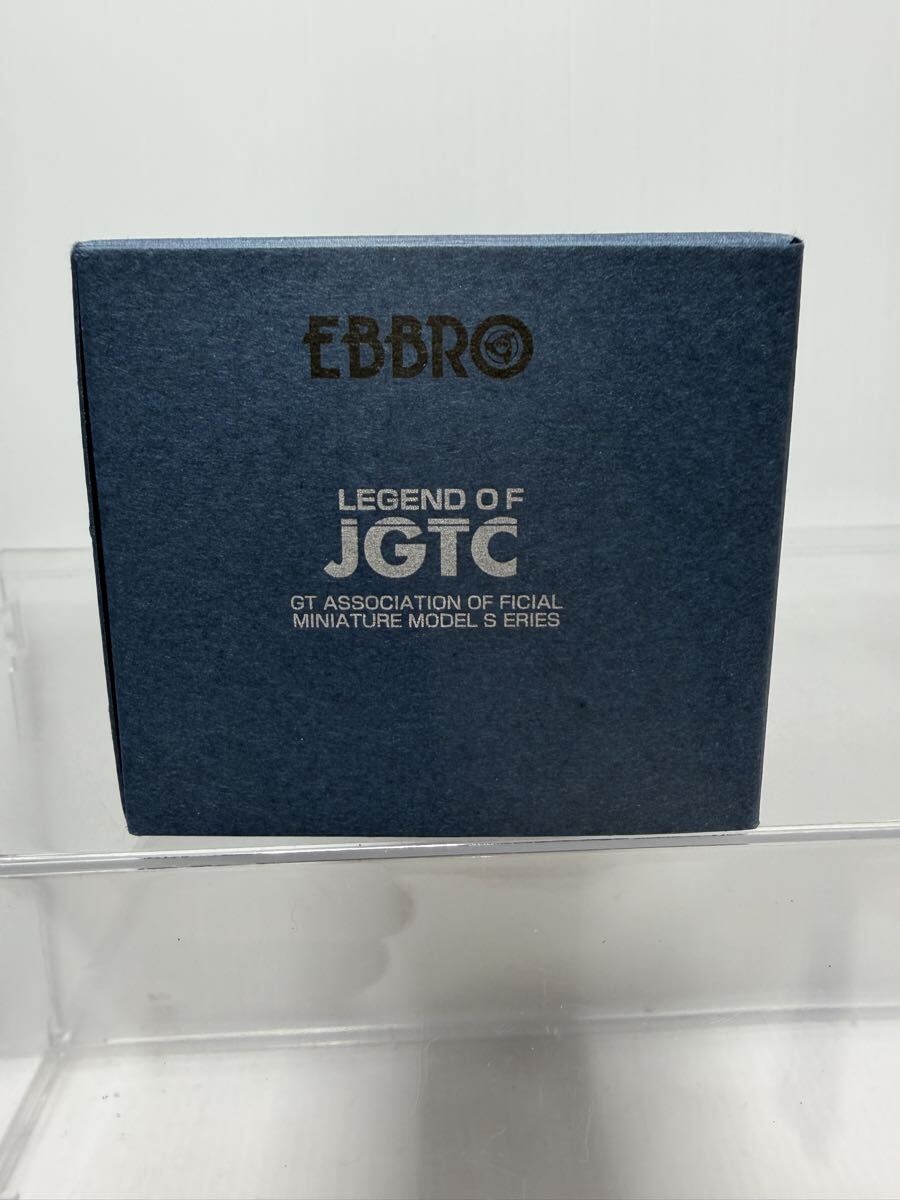 EBBRO
LEGEND OF
JGTC
GT ASSOCIATION OF FICIAL
MINIATURE MODEL S ERIES